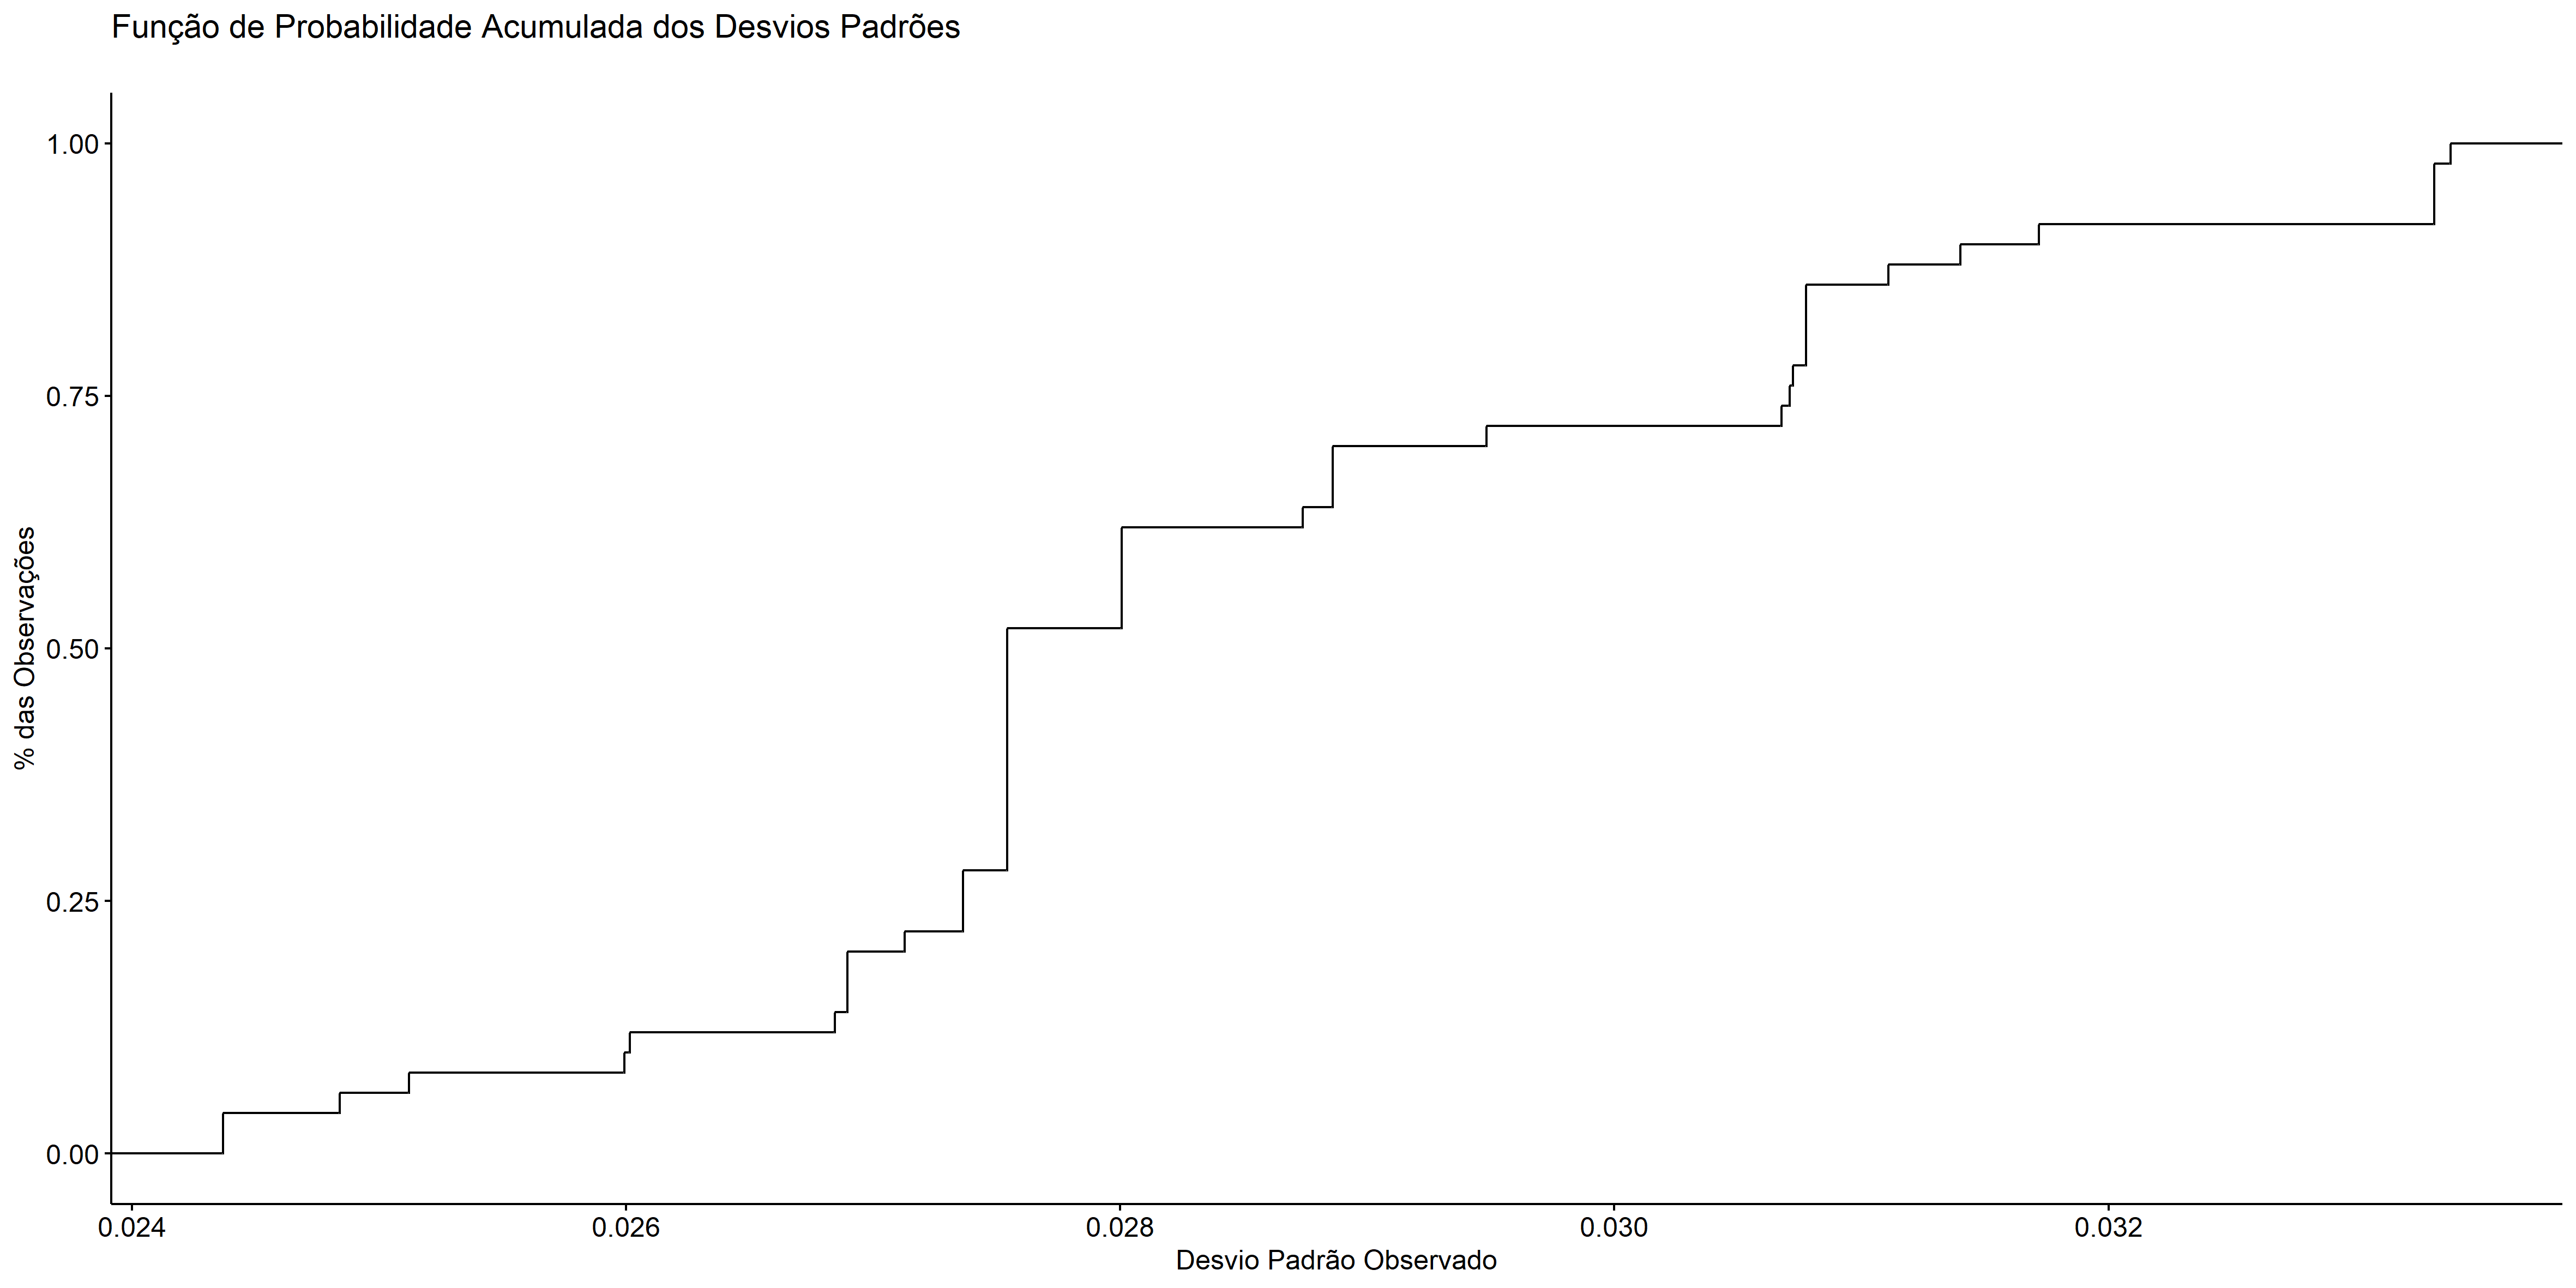 Função de Probabilidade Acumulada dos Desvios Padrões
1.00
0.75
0.50
0.25
0.00
% das Observações
0.024 0.026 0.028 0.030 0.032
Desvio Padrão Observado